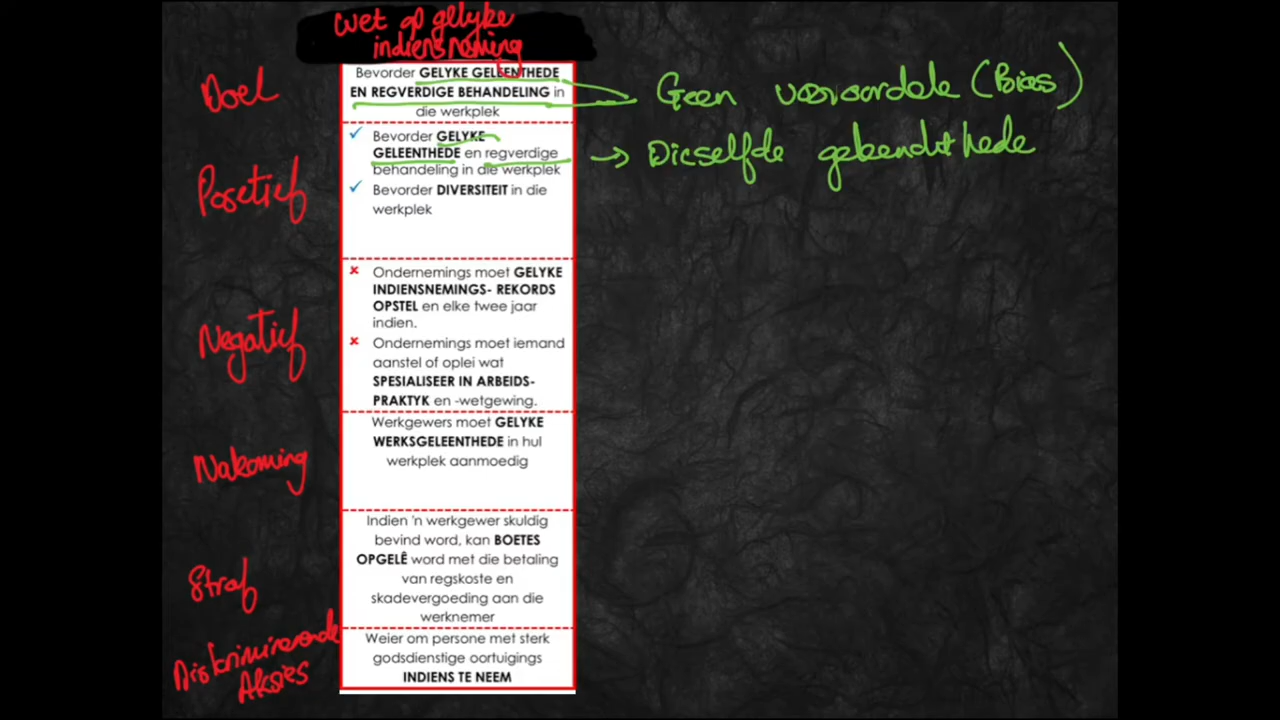 Wet op gelyke
indiensneming
Doel
Bevorder GELYKE GELEENTHEDE
EN REGVERDIGE BEHANDELING in
die werkplek
Geen vooroordele (Bias)
Posetief
✓ Bevorder GELYKE
GELEENTHEDE en regverdige
behandeling in die werkplek
✓ Bevorder DIVERSITEIT in die
werkplek
→ Dieselfde
Negatief
× Ondernemings moet GELYKE
INDIENSNEMINGS- REKORDS
OPSTEL en elke twee jaar
indien.
× Ondernemings moet iemand
aanstel of oplei wat
SPESIALISEER IN ARBEIDS-
PRAKTYK en -wetgewing.
Nakoming
Werkgewers moet GELYKE
WERKSGELEENTHEDE in hul
werkplek aanmoedig
Straf
Indien 'n werkgewer skuldig
bevind word, kan BOETES
OPGELÊ word met die betaling
van regskoste en
skadevergoeding aan die
werknemer
Diskriminerende
Aksies
Weier om persone met sterk
godsdienstige oortuigings
INDIENS TE NEEM